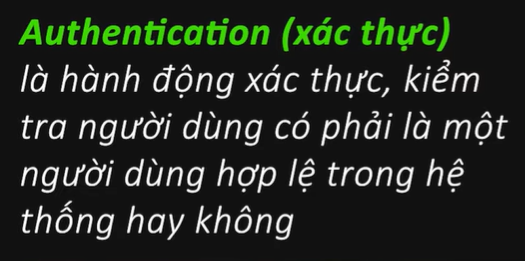 Authentication (xác thực)
là hành động xác thực, kiểm
tra người dùng có phải là một
người dùng hợp lệ trong hệ
thống hay không